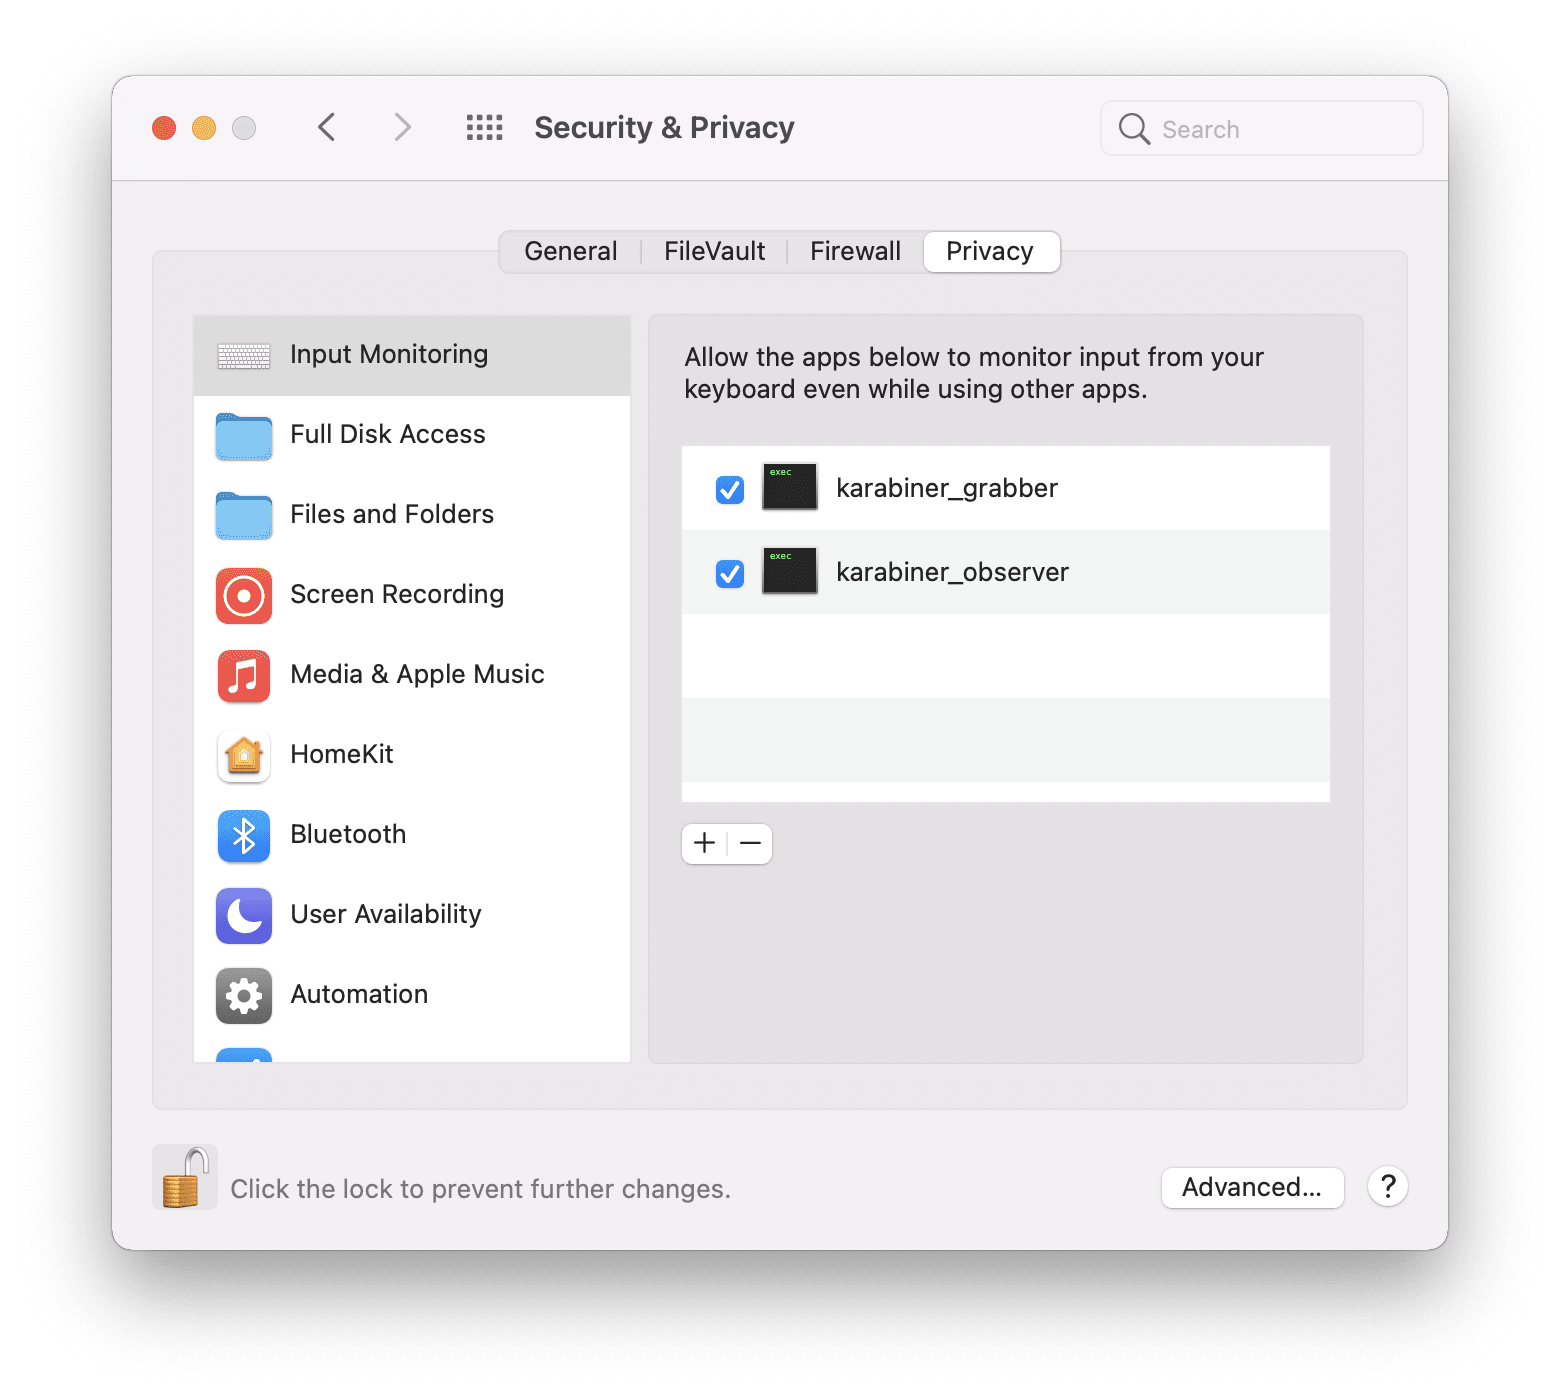 Security & Privacy
Search
General
FileVault
Firewall
Privacy
Input Monitoring
Full Disk Access
Files and Folders
Screen Recording
Media & Apple Music
HomeKit
Bluetooth
User Availability
Automation
Allow the apps below to monitor input from your
keyboard even while using other apps.
exec
karabiner_grabber
exec
karabiner_observer
Click the lock to prevent further changes.
Advanced...
?